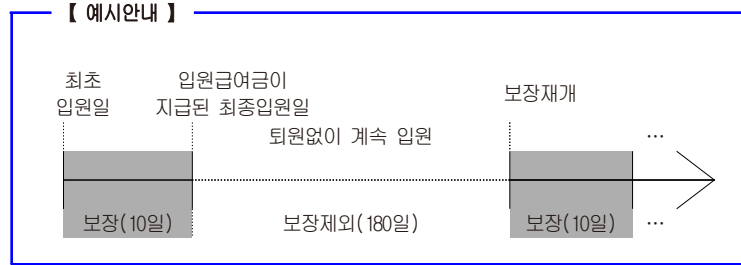 【 예시안내 】
최초
입원일
입원급여금이
지급된 최종입원일
보장재개
퇴원없이 계속 입원
…
보장(10일)
보장제외(180일)
보장(10일)
…